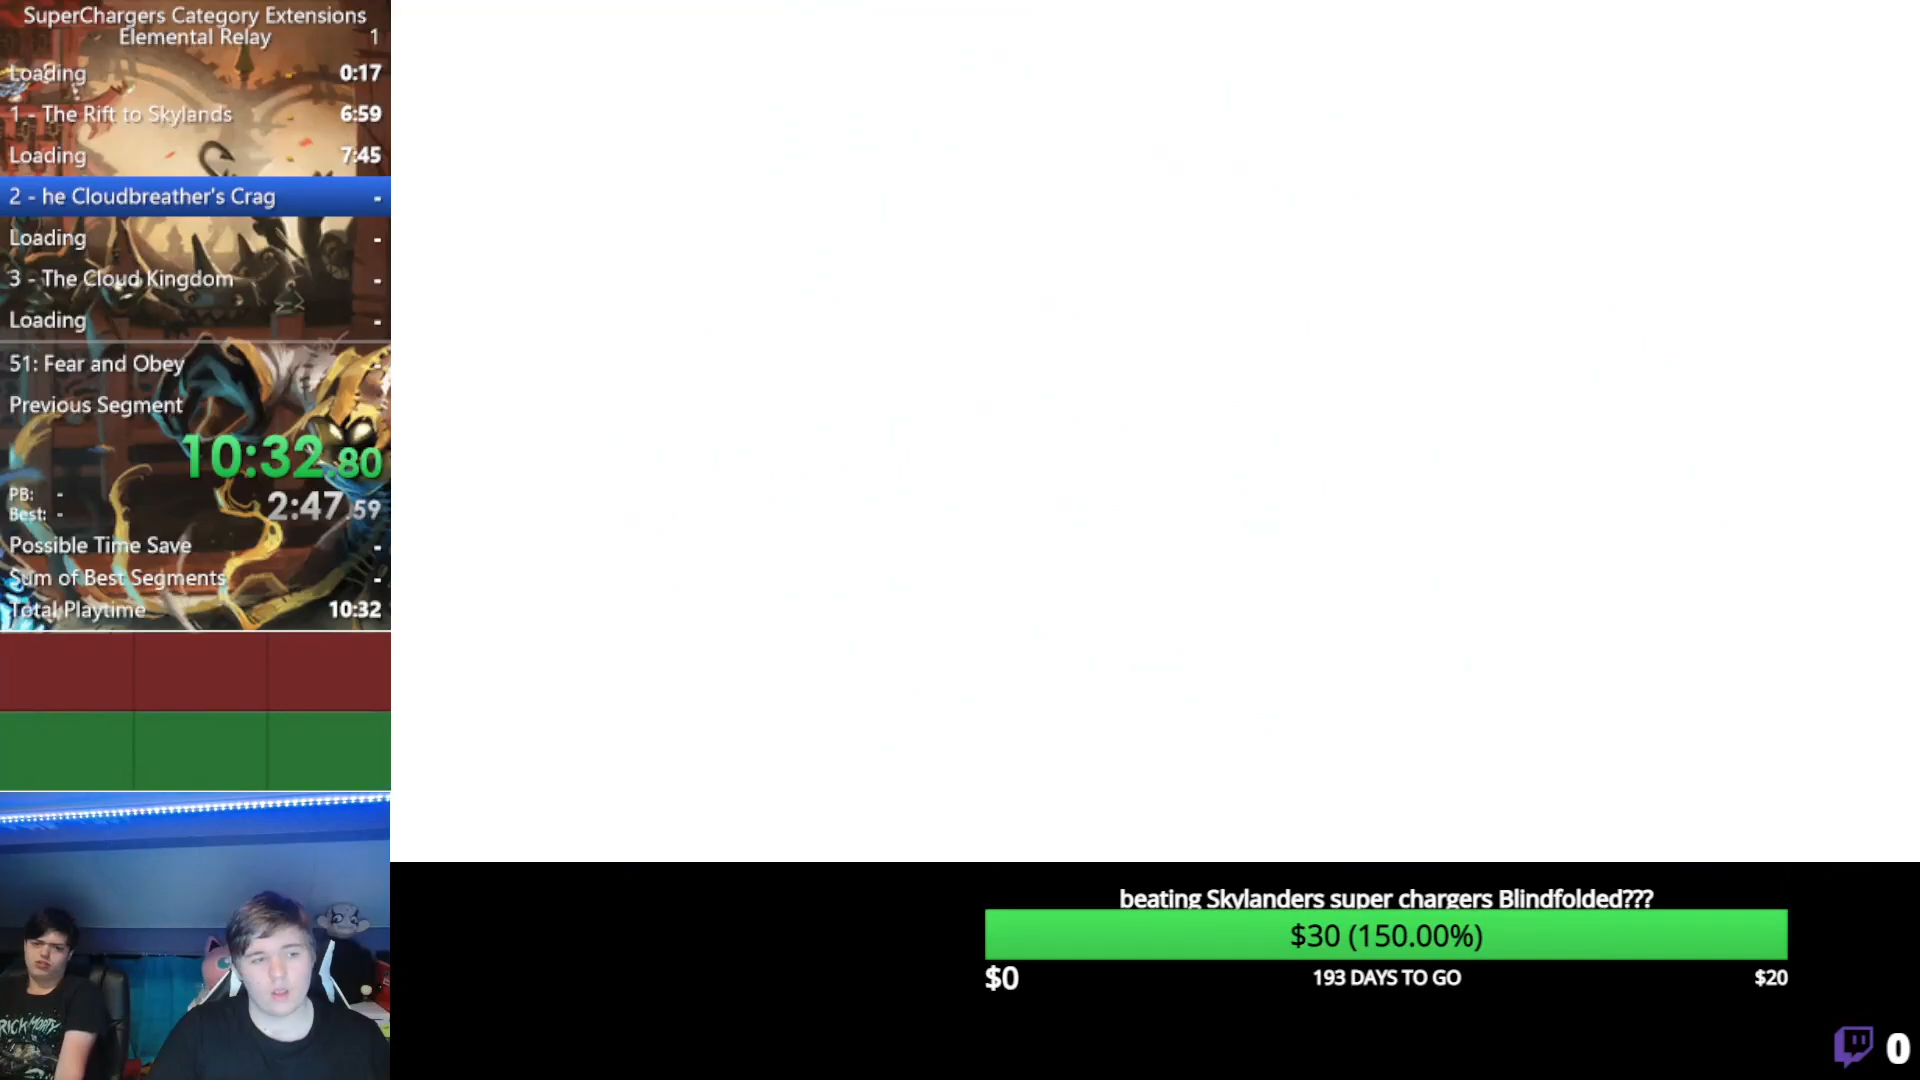 SuperChargers Category Extensions
Elemental Relay 1
Loading 0:17
1 - The Rift to Skylands 6:59
Loading 7:45
2 - he Cloudbreather's Crag -
Loading -
3 - The Cloud Kingdom -
Loading -
51: Fear and Obey -
Previous Segment
10:32.80
PB: -
2:47.59
Best: -
Possible Time Save -
Sum of Best Segments -
Total Playtime 10:32
RICK MORTY
beating Skylanders super chargers Blindfolded???
$30 (150.00%)
$0 193 DAYS TO GO $20
0